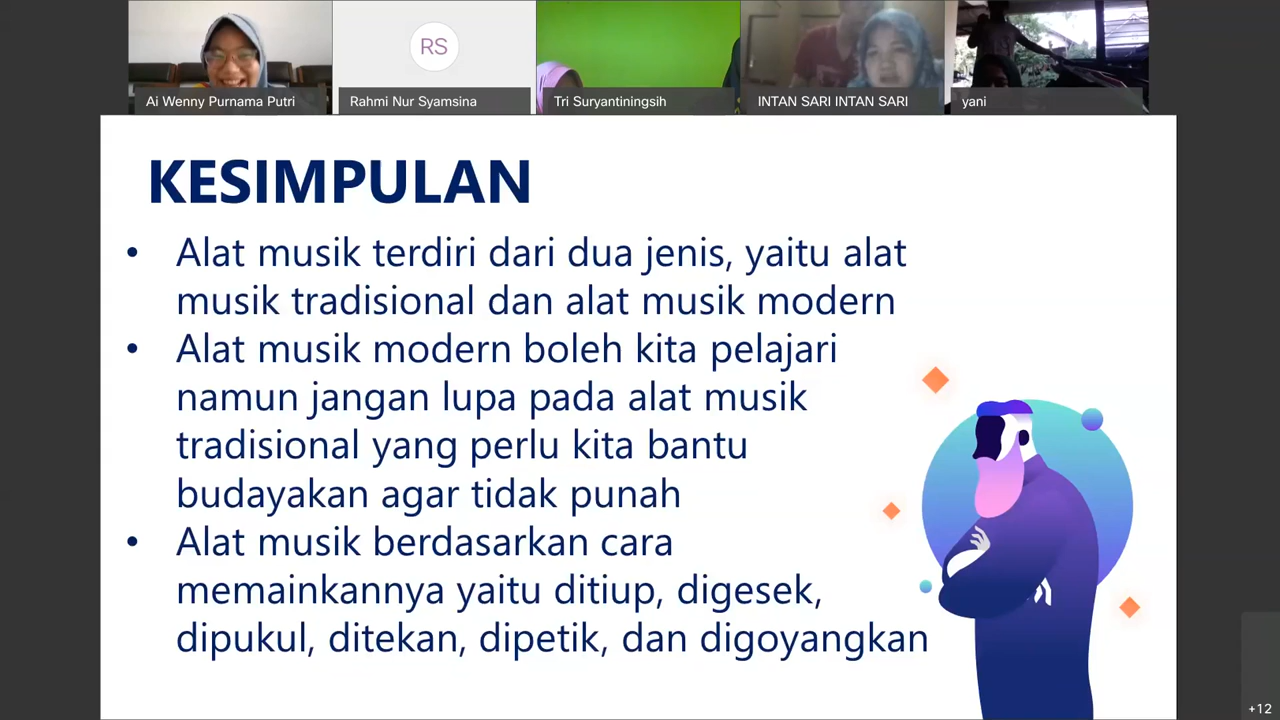 RS
Ai Wenny Purnama Putri
Rahmi Nur Syamsina
Tri Suryantiningsih
INTAN SARI INTAN SARI
yani
KESIMPULAN
• Alat musik terdiri dari dua jenis, yaitu alat
musik tradisional dan alat musik modern
• Alat musik modern boleh kita pelajari
namun jangan lupa pada alat musik
tradisional yang perlu kita bantu
budayakan agar tidak punah
• Alat musik berdasarkan cara
memainkannya yaitu ditiup, digesek,
dipukul, ditekan, dipetik, dan digoyangkan
+12